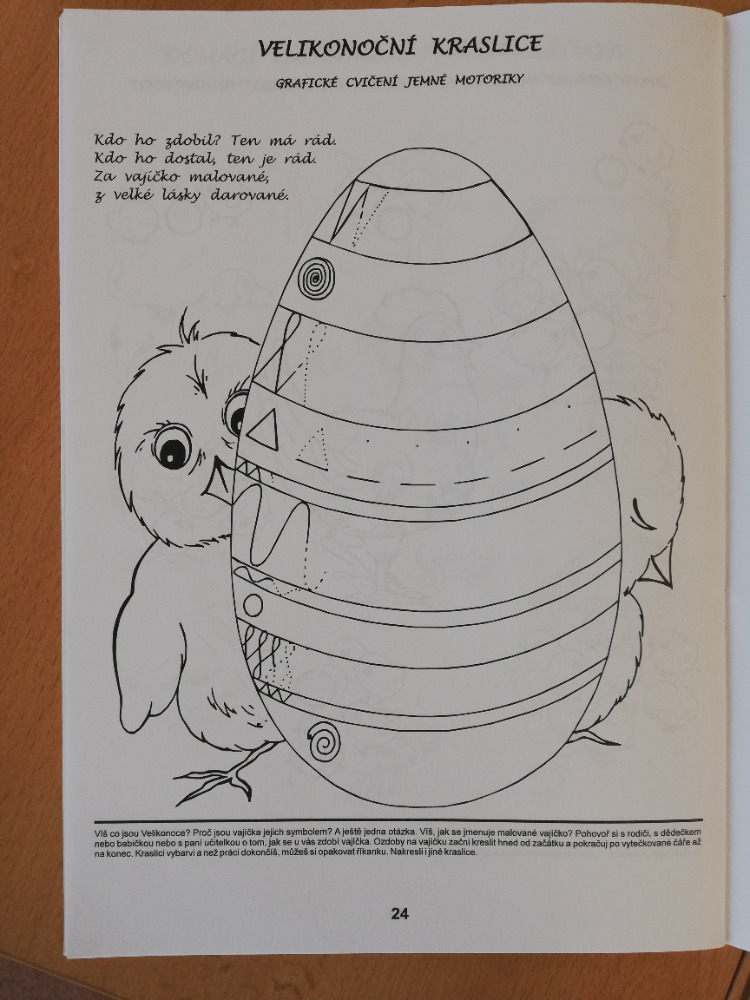 VELIKONOČNÍ KRASLICE
GRAFICKÉ CVIČENÍ JEMNÉ MOTORIKY
Kdo ho zdobil? Ten má rád.
Kdo ho dostal, ten je rád.
Za vajíčko malované,
z velké lásky darované.
Víš co jsou Velikonoce? Proč jsou vajíčka jejich symbolem? A ještě jedna otázka. Víš, jak se jmenuje malované vajíčko? Pohovoř si s rodiči, s dědečkem
nebo babičkou nebo s paní učitelkou o tom, jak se u vás zdobí vajíčka. Ozdoby na vajíčku začni kreslit hned od začátku a pokračuj po vytečkované čáře až
na konec. Kraslici vybarvi a než práci dokončíš, můžeš si opakovat říkanku. Nakresli i jiné kraslice.
24